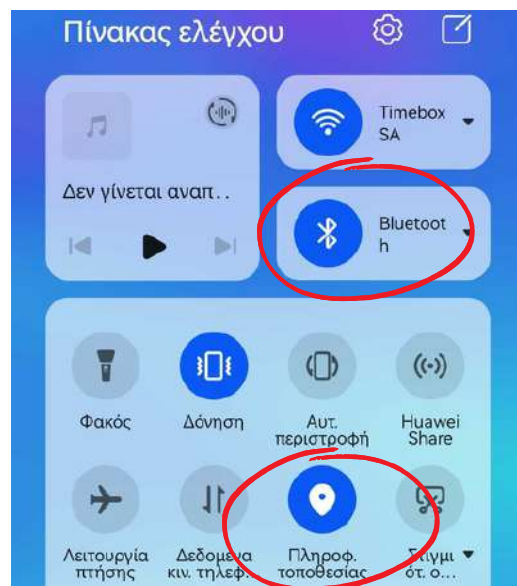 Πίνακας ελέγχου
Timebox
SA
Δεν γίνεται αναπ..
Bluetoot
h
Φακός
Δόνηση
Αυτ.
περιστροφή
Huawei
Share
Λειτουργία
πτήσης
Δεδομένα
κιν. τηλεφ..
Πληροφ.
τοποθεσίας
Στιγμι
ότ. ο...